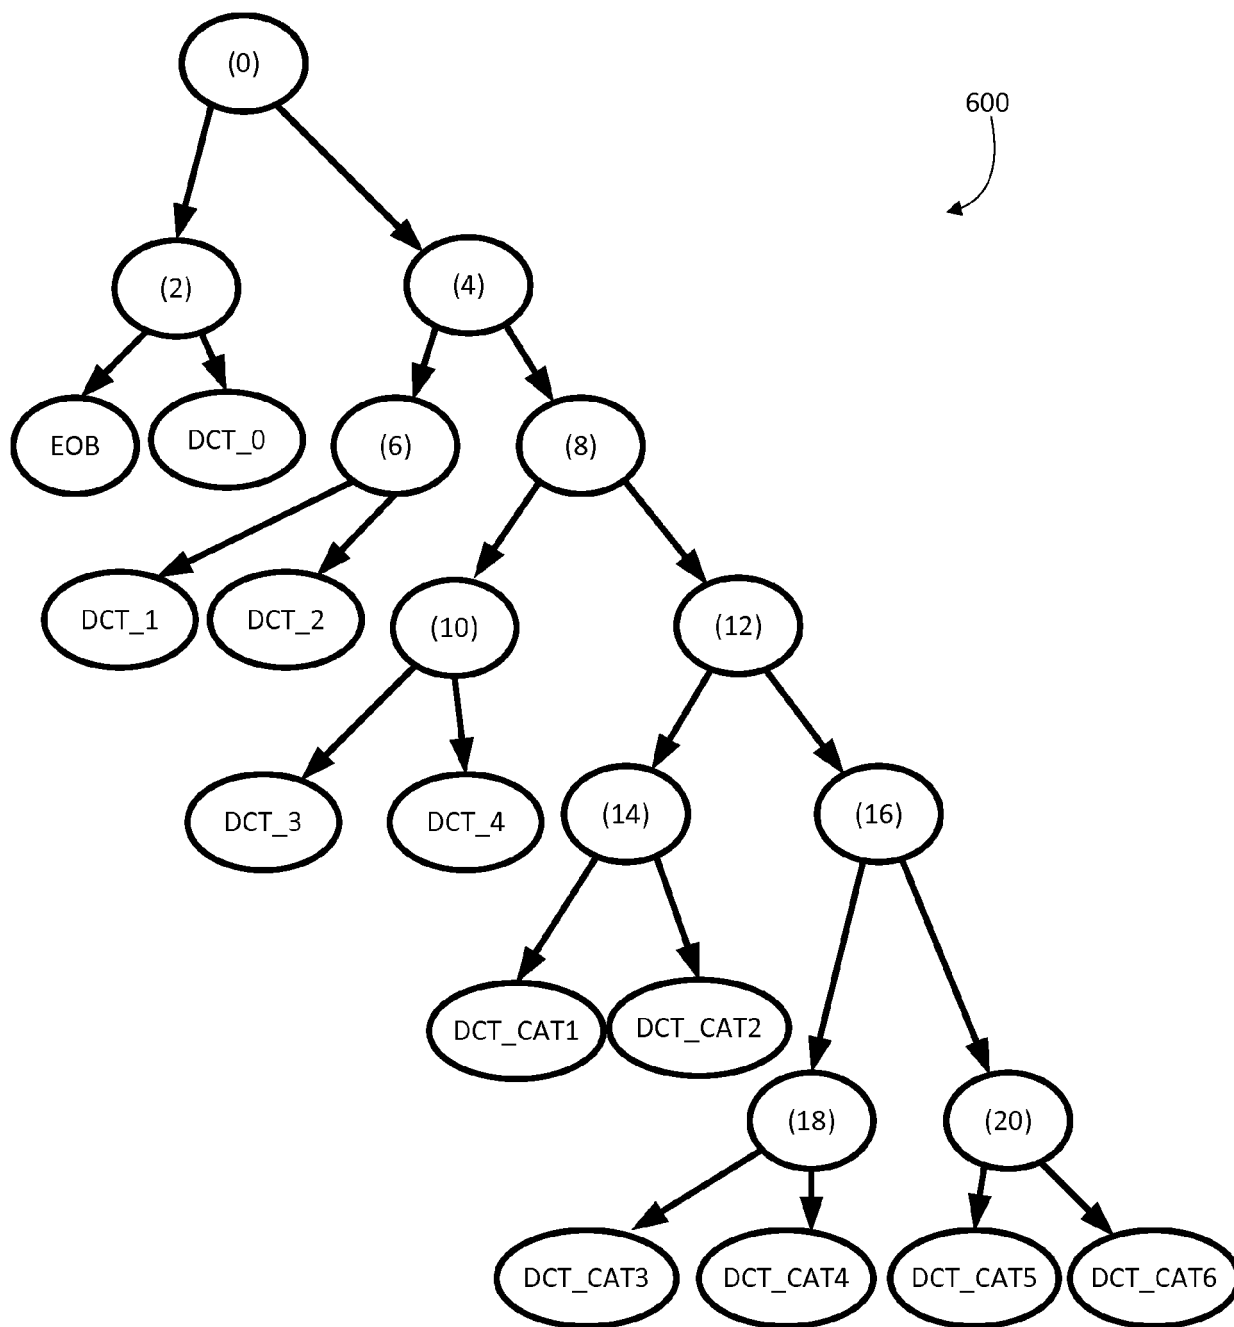 (0)
600
(2)
(4)
EOB
DCT_0
(6)
(8)
DCT_1
DCT_2
(10)
(12)
DCT_3
DCT_4
(14)
(16)
DCT_CAT1
DCT_CAT2
(18)
(20)
DCT_CAT3
DCT_CAT4
DCT_CAT5
DCT_CAT6